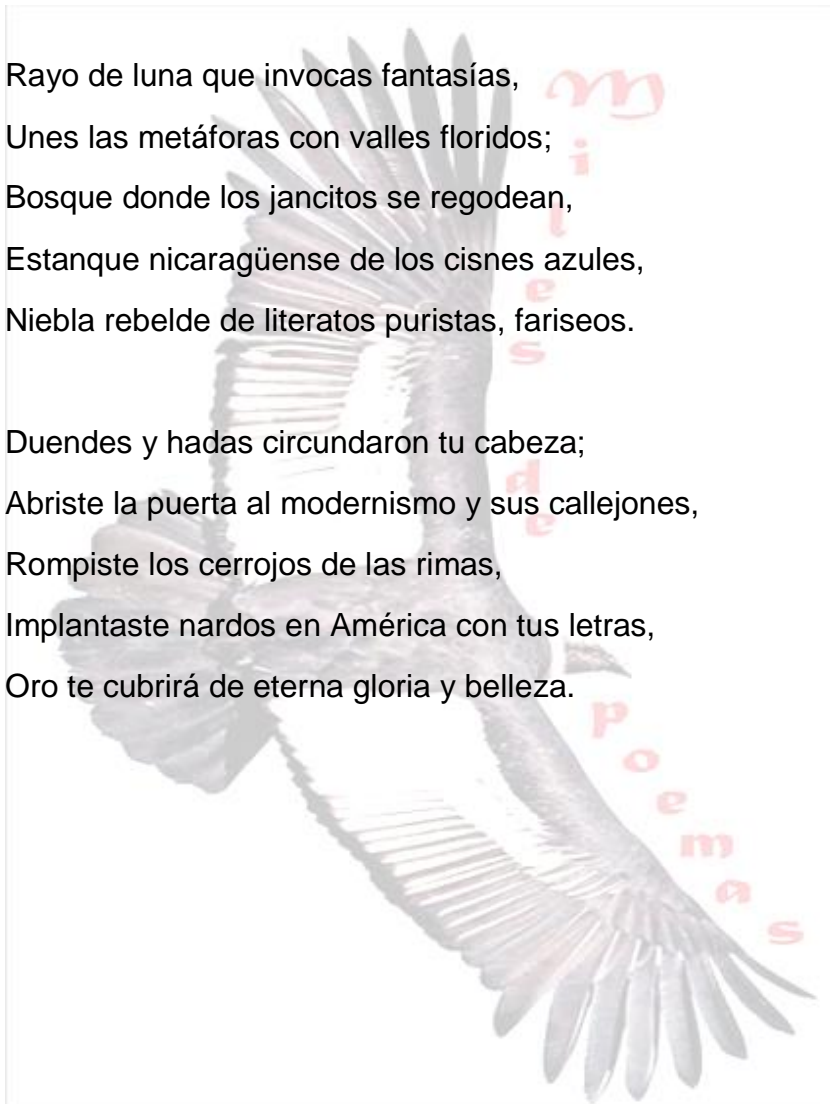 Rayo de luna que invocas fantasías,
Unes las metáforas con valles floridos;
Bosque donde los jancitos se regodean,
Estanque nicaragüense de los cisnes azules,
Niebla rebelde de literatos puristas, fariseos.
Duendes y hadas circundaron tu cabeza;
Abriste la puerta al modernismo y sus callejones,
Rompiste los cerrojos de las rimas,
Implantaste nardos en América con tus letras,
Oro te cubrirá de eterna gloria y belleza.
Miles de poemas